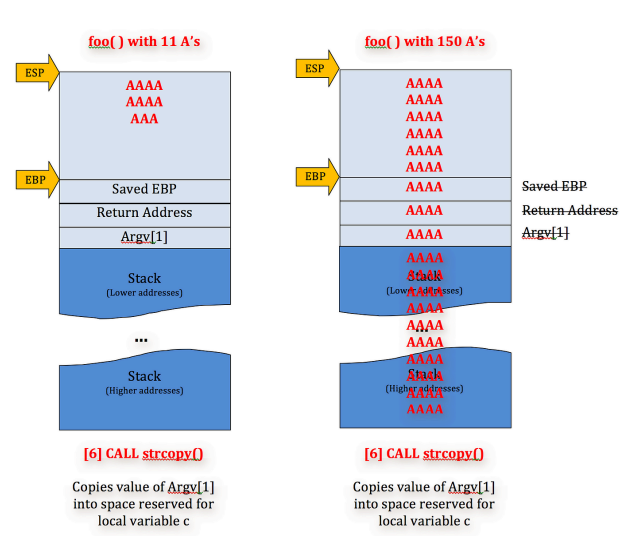 foo( ) with 11 A's
ESP
AAAA
AAAA
AAA
EBP
Saved EBP
Return Address
Argv[1]
Stack
(Lower addresses)
...
Stack
(Higher addresses)
[6] CALL strcopy()
Copies value of Argv[1]
into space reserved for
local variable c
foo( ) with 150 A's
ESP
AAAA
AAAA
AAAA
AAAA
AAAA
AAAA
EBP
AAAA
Saved EBP
AAAA
Return Address
AAAA
Argv[1]
AAAA
AAAA
Stack
AAAA
(Lower addresses)
AAAA
AAAA
...
AAAA
AAAA
Stack
AAAA
AAAA
(Higher addresses)
AAAA
[6] CALL strcopy()
Copies value of Argv[1]
into space reserved for
local variable c